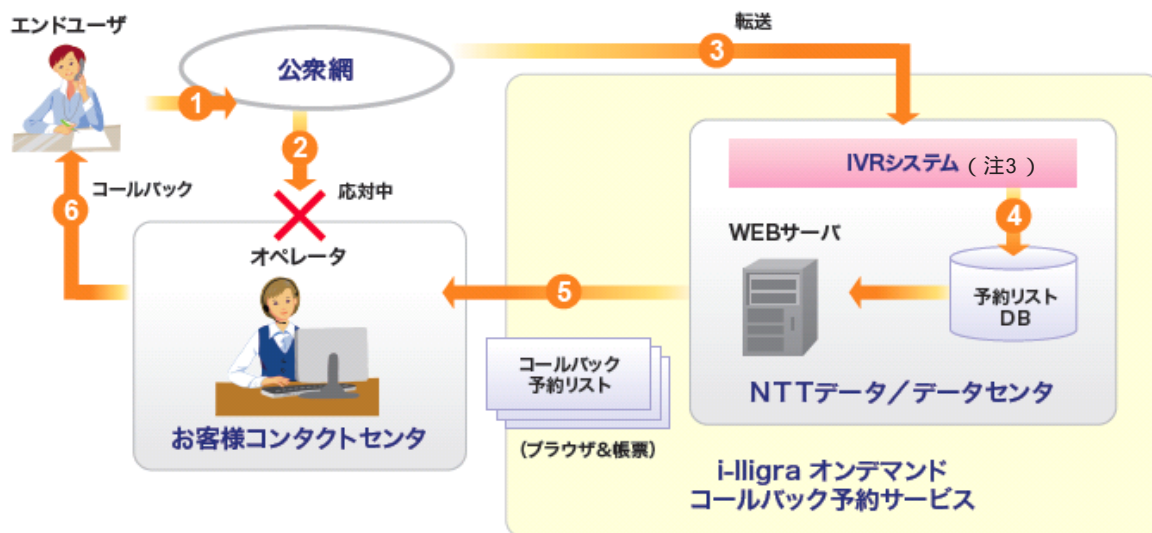 エンドユーザ
公衆網
1
2
応対中
3
転送
IVRシステム（注3）
4
WEBサーバ
予約リスト
DB
NTTデータ／データセンタ
5
コールバック
予約リスト
（ブラウザ&帳票）
i-lligra オンデマンド
コールバック予約サービス
オペレータ
お客様コンタクトセンタ
6
コールバック